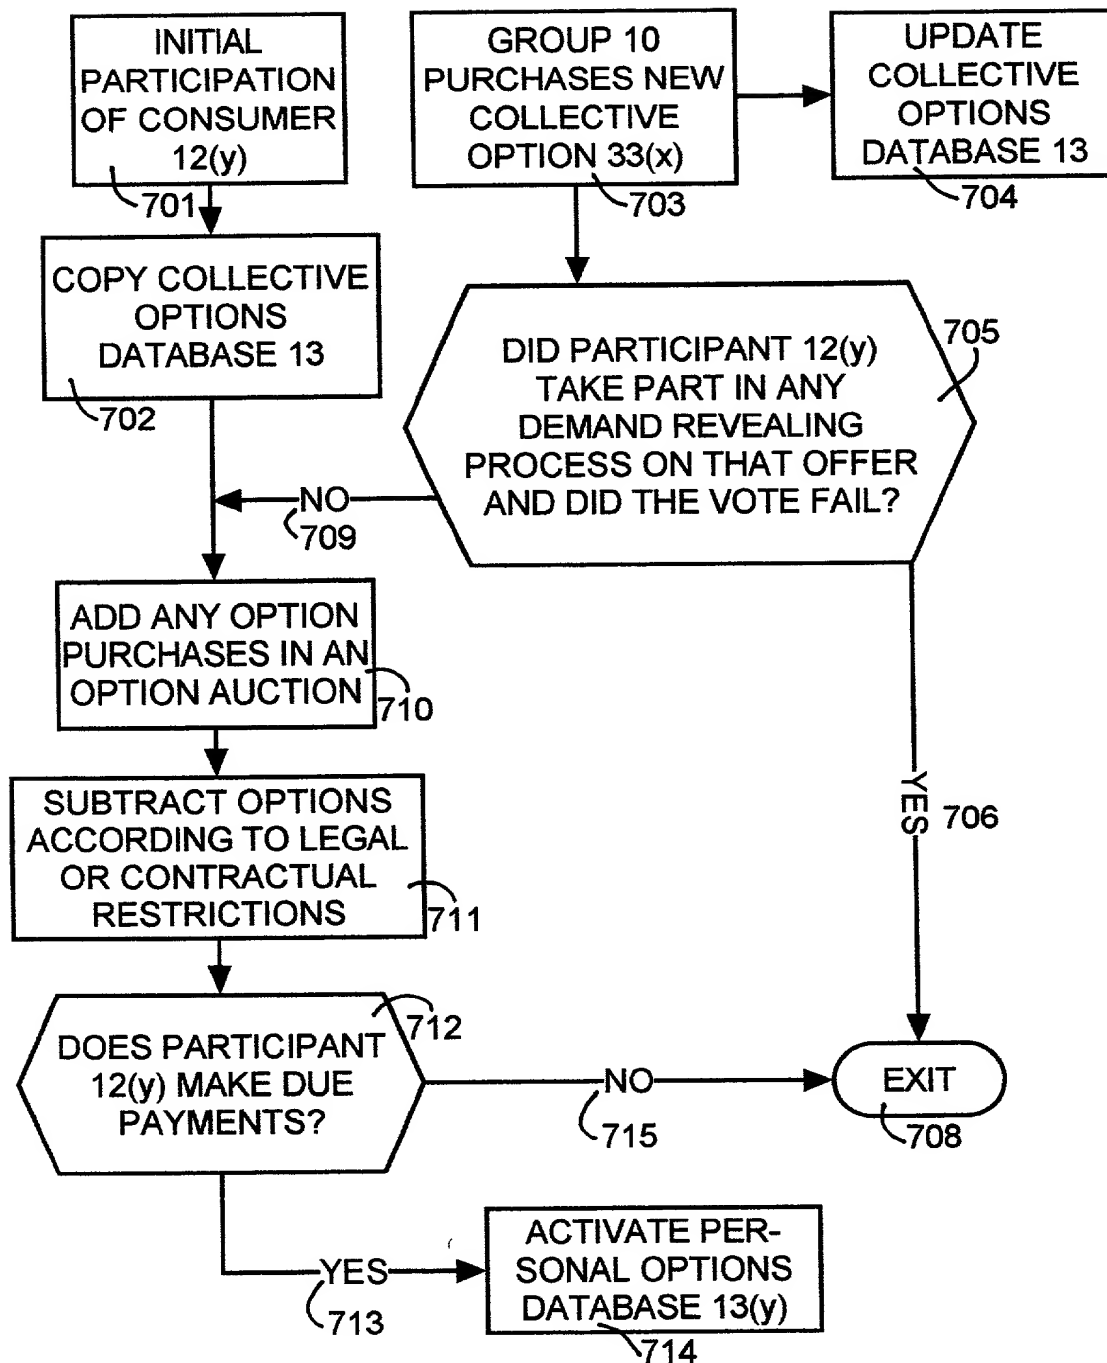 INITIAL
PARTICIPATION
OF CONSUMER
12(y)
701
GROUP 10
PURCHASES NEW
COLLECTIVE
OPTION 33(x)
703
UPDATE
COLLECTIVE
OPTIONS
DATABASE 13
704
COPY COLLECTIVE
OPTIONS
DATABASE 13
702
DID PARTICIPANT 12(y)
TAKE PART IN ANY
DEMAND REVEALING
PROCESS ON THAT OFFER
AND DID THE VOTE FAIL?
705
NO
709
ADD ANY OPTION
PURCHASES IN AN
OPTION AUCTION
710
YES
706
SUBTRACT OPTIONS
ACCORDING TO LEGAL
OR CONTRACTUAL
RESTRICTIONS
711
DOES PARTICIPANT
12(y) MAKE DUE
PAYMENTS?
712
NO
715
EXIT
708
YES
713
ACTIVATE PER-
SONAL OPTIONS
DATABASE 13(y)
714